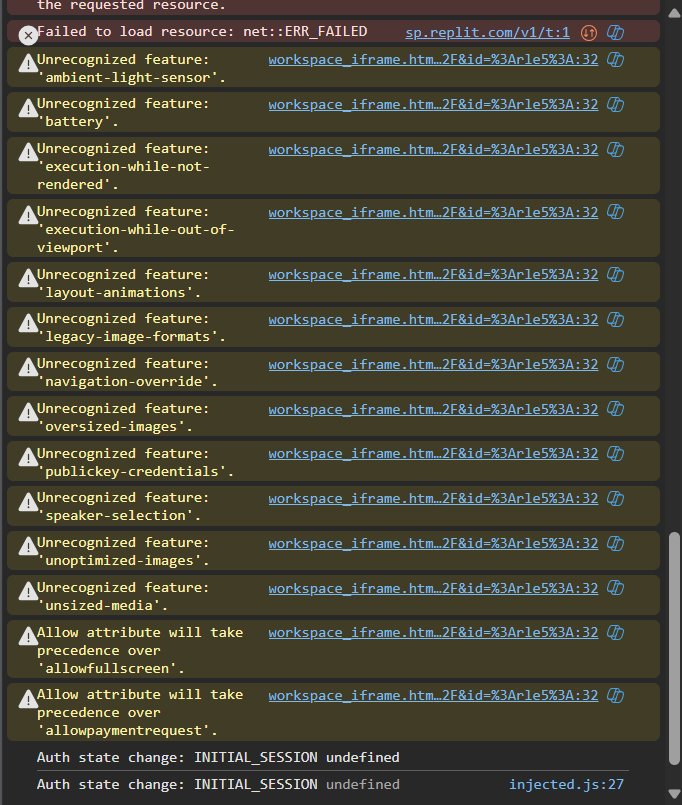 the requested resource.
Failed to load resource: net::ERR_FAILED sp.replit.com/v1/t:1
Unrecognized feature: workspace_iframe.htm…2F&id=%3Arle5%3A:32
'ambient-light-sensor'.
Unrecognized feature: workspace_iframe.htm…2F&id=%3Arle5%3A:32
'battery'.
Unrecognized feature: workspace_iframe.htm…2F&id=%3Arle5%3A:32
'execution-while-not-
rendered'.
Unrecognized feature: workspace_iframe.htm…2F&id=%3Arle5%3A:32
'execution-while-out-of-
viewport'.
Unrecognized feature: workspace_iframe.htm…2F&id=%3Arle5%3A:32
'layout-animations'.
Unrecognized feature: workspace_iframe.htm…2F&id=%3Arle5%3A:32
'legacy-image-formats'.
Unrecognized feature: workspace_iframe.htm…2F&id=%3Arle5%3A:32
'navigation-override'.
Unrecognized feature: workspace_iframe.htm…2F&id=%3Arle5%3A:32
'oversized-images'.
Unrecognized feature: workspace_iframe.htm…2F&id=%3Arle5%3A:32
'publickey-credentials'.
Unrecognized feature: workspace_iframe.htm…2F&id=%3Arle5%3A:32
'speaker-selection'.
Unrecognized feature: workspace_iframe.htm…2F&id=%3Arle5%3A:32
'unoptimized-images'.
Unrecognized feature: workspace_iframe.htm…2F&id=%3Arle5%3A:32
'unsized-media'.
Allow attribute will take workspace_iframe.htm…2F&id=%3Arle5%3A:32
precedence over
'allowfullscreen'.
Allow attribute will take workspace_iframe.htm…2F&id=%3Arle5%3A:32
precedence over
'allowpaymentrequest'.
Auth state change: INITIAL_SESSION undefined
Auth state change: INITIAL_SESSION undefined injected.js:27